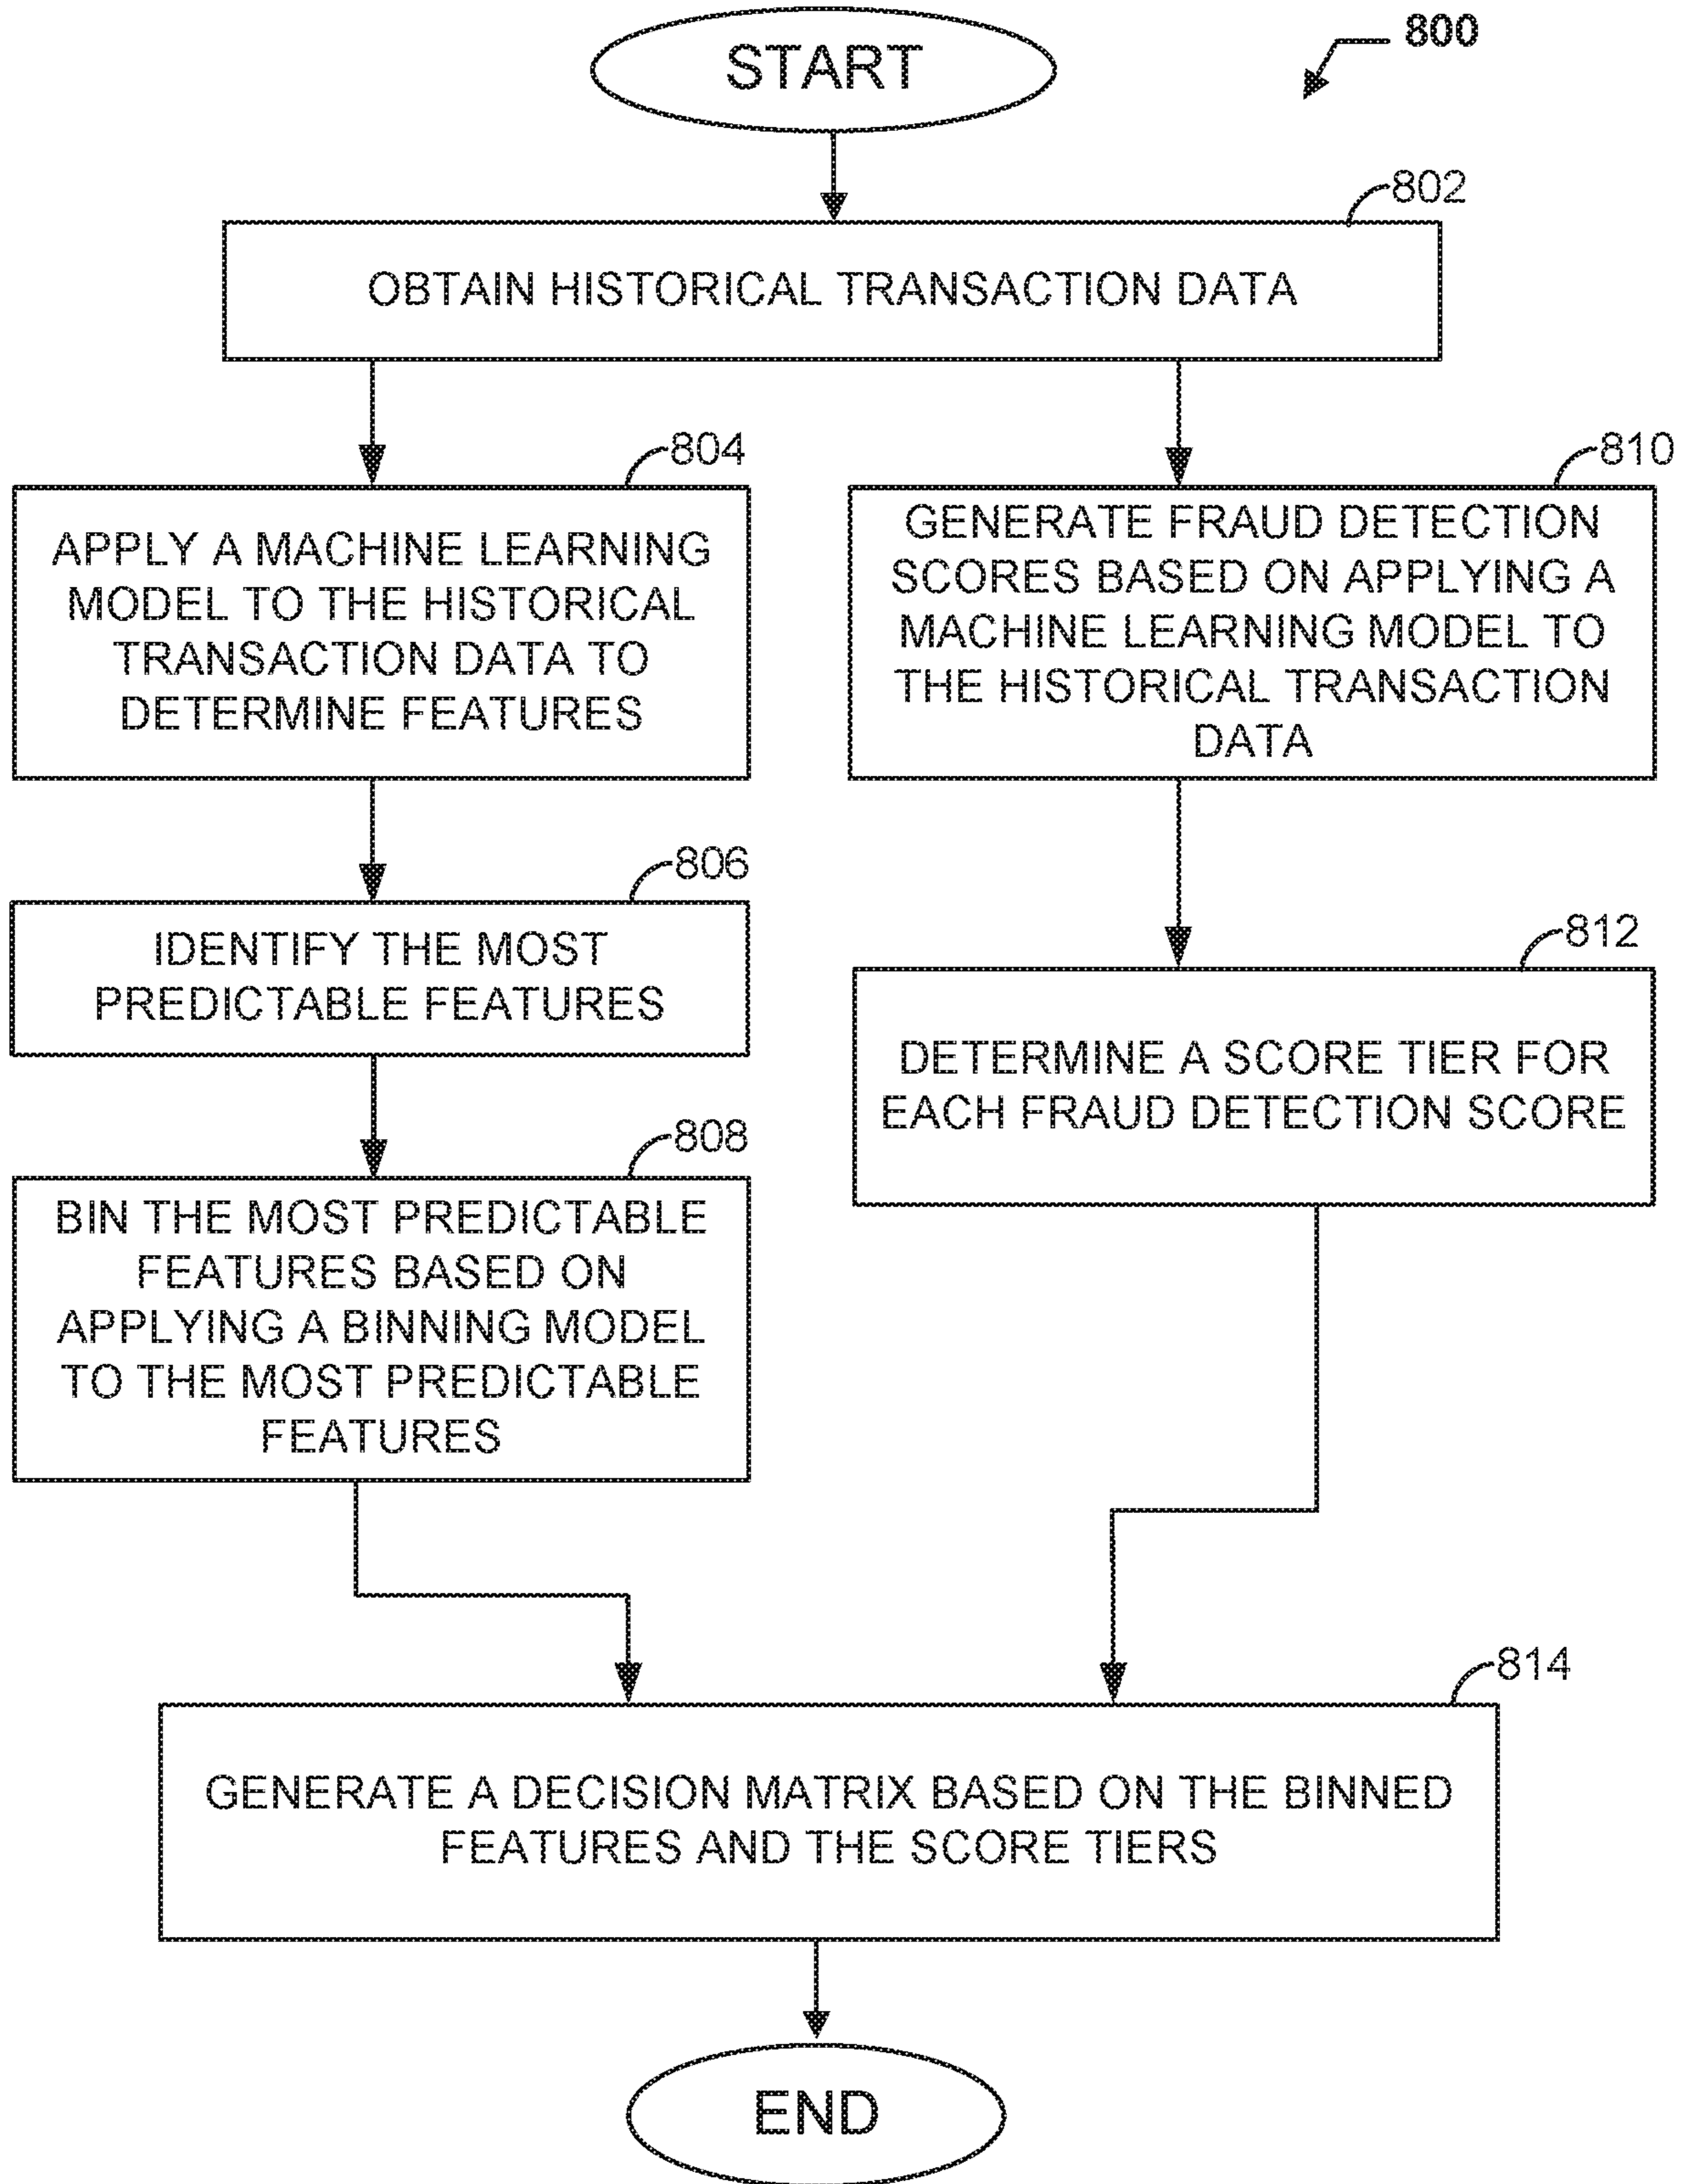 START
800
802
OBTAIN HISTORICAL TRANSACTION DATA
804
APPLY A MACHINE LEARNING
MODEL TO THE HISTORICAL
TRANSACTION DATA TO
DETERMINE FEATURES
806
IDENTIFY THE MOST
PREDICTABLE FEATURES
808
BIN THE MOST PREDICTABLE
FEATURES BASED ON
APPLYING A BINNING MODEL
TO THE MOST PREDICTABLE
FEATURES
810
GENERATE FRAUD DETECTION
SCORES BASED ON APPLYING A
MACHINE LEARNING MODEL TO
THE HISTORICAL TRANSACTION
DATA
812
DETERMINE A SCORE TIER FOR
EACH FRAUD DETECTION SCORE
814
GENERATE A DECISION MATRIX BASED ON THE BINNED
FEATURES AND THE SCORE TIERS
END